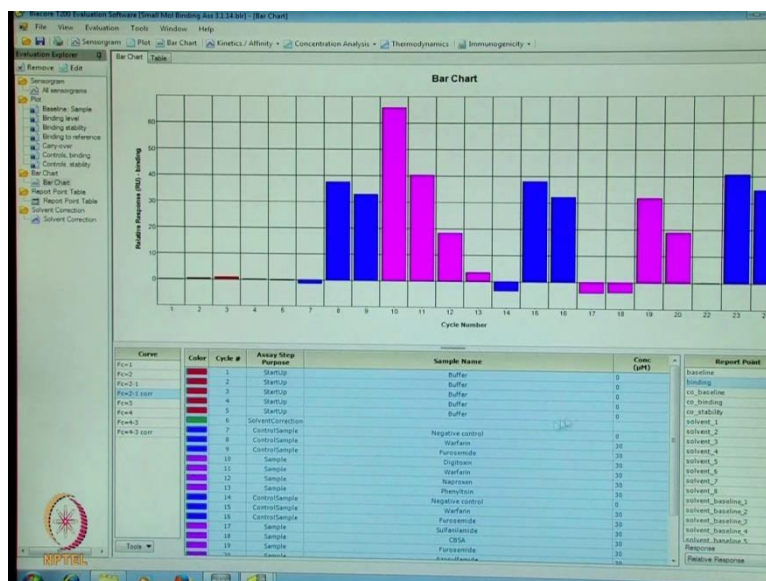 Biacore T200 Evaluation Software [Small Mol Binding Ass 3.1.14.blr] - [Bar Chart]
File View Evaluation Tools Window Help
Sensorgram Plot Bar Chart Kinetics / Affinity Concentration Analysis Thermodynamics Immunogenicity
Evaluation Explorer
Remove Edit
Sensorgram
All sensorgrams
Plot
Baseline: Sample
Binding level
Binding stability
Binding to reference
Carry-over
Controls, binding
Controls, stability
Bar Chart
Bar Chart
Report Point Table
Report Point Table
Solvent Correction
Solvent Correction
Tools
Bar Chart Table
Bar Chart
Relative Response (RU) - binding
60
50
40
30
20
10
0
1 2 3 4 5 6 7 8 9 10 11 12 13 14 15 16 17 18 19 20 22 23
Cycle Number
Curve
Fc=1
Fc=2
Fc=2-1
Fc=2-1 corr
Fc=3
Fc=4
Fc=4-3
Fc=4-3 corr
Color Cycle # Assay Step Purpose Sample Name Conc (µM)
1 StartUp Buffer 0
2 StartUp Buffer 0
3 StartUp Buffer 0
4 StartUp Buffer 0
5 StartUp Buffer 0
6 SolventCorrection
7 ControlSample Negative control 0
8 ControlSample Warfarin 30
9 ControlSample Furosemide 30
10 Sample Digitoxin 30
11 Sample Warfarin 30
12 Sample Naproxen 30
13 Sample Phenytoin 30
14 ControlSample Negative control 0
15 ControlSample Warfarin 30
16 ControlSample Furosemide 30
17 Sample Sulfanilamide 30
18 Sample CBSA 30
19 Sample Furosemide 30
20 Sample
Report Point
baseline
binding
co_baseline
co_binding
co_stability
solvent_1
solvent_2
solvent_3
solvent_4
solvent_5
solvent_6
solvent_7
solvent_8
solvent_baseline_1
solvent_baseline_2
solvent_baseline_3
solvent_baseline_4
solvent_baseline_5
Response
Relative Response
NPTEL